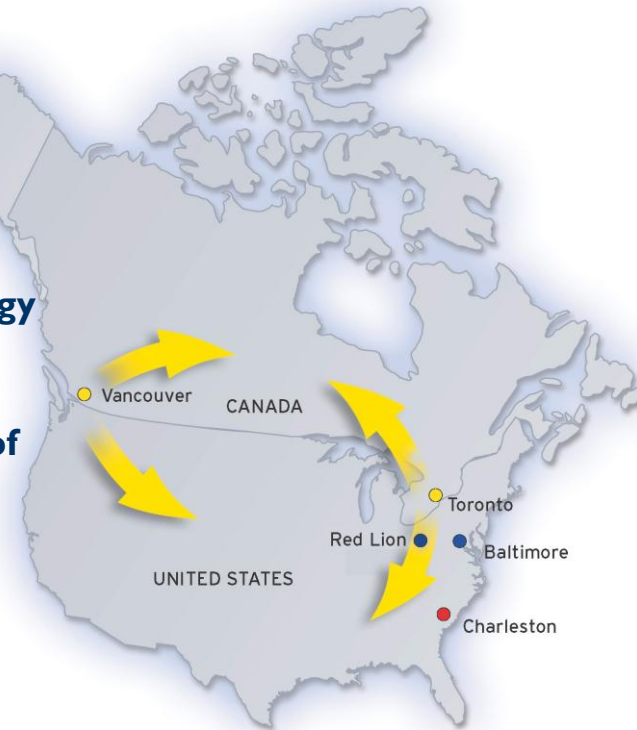 gy
Vancouver
CANADA
of
Toronto
Red Lion
Baltimore
UNITED STATES
Charleston